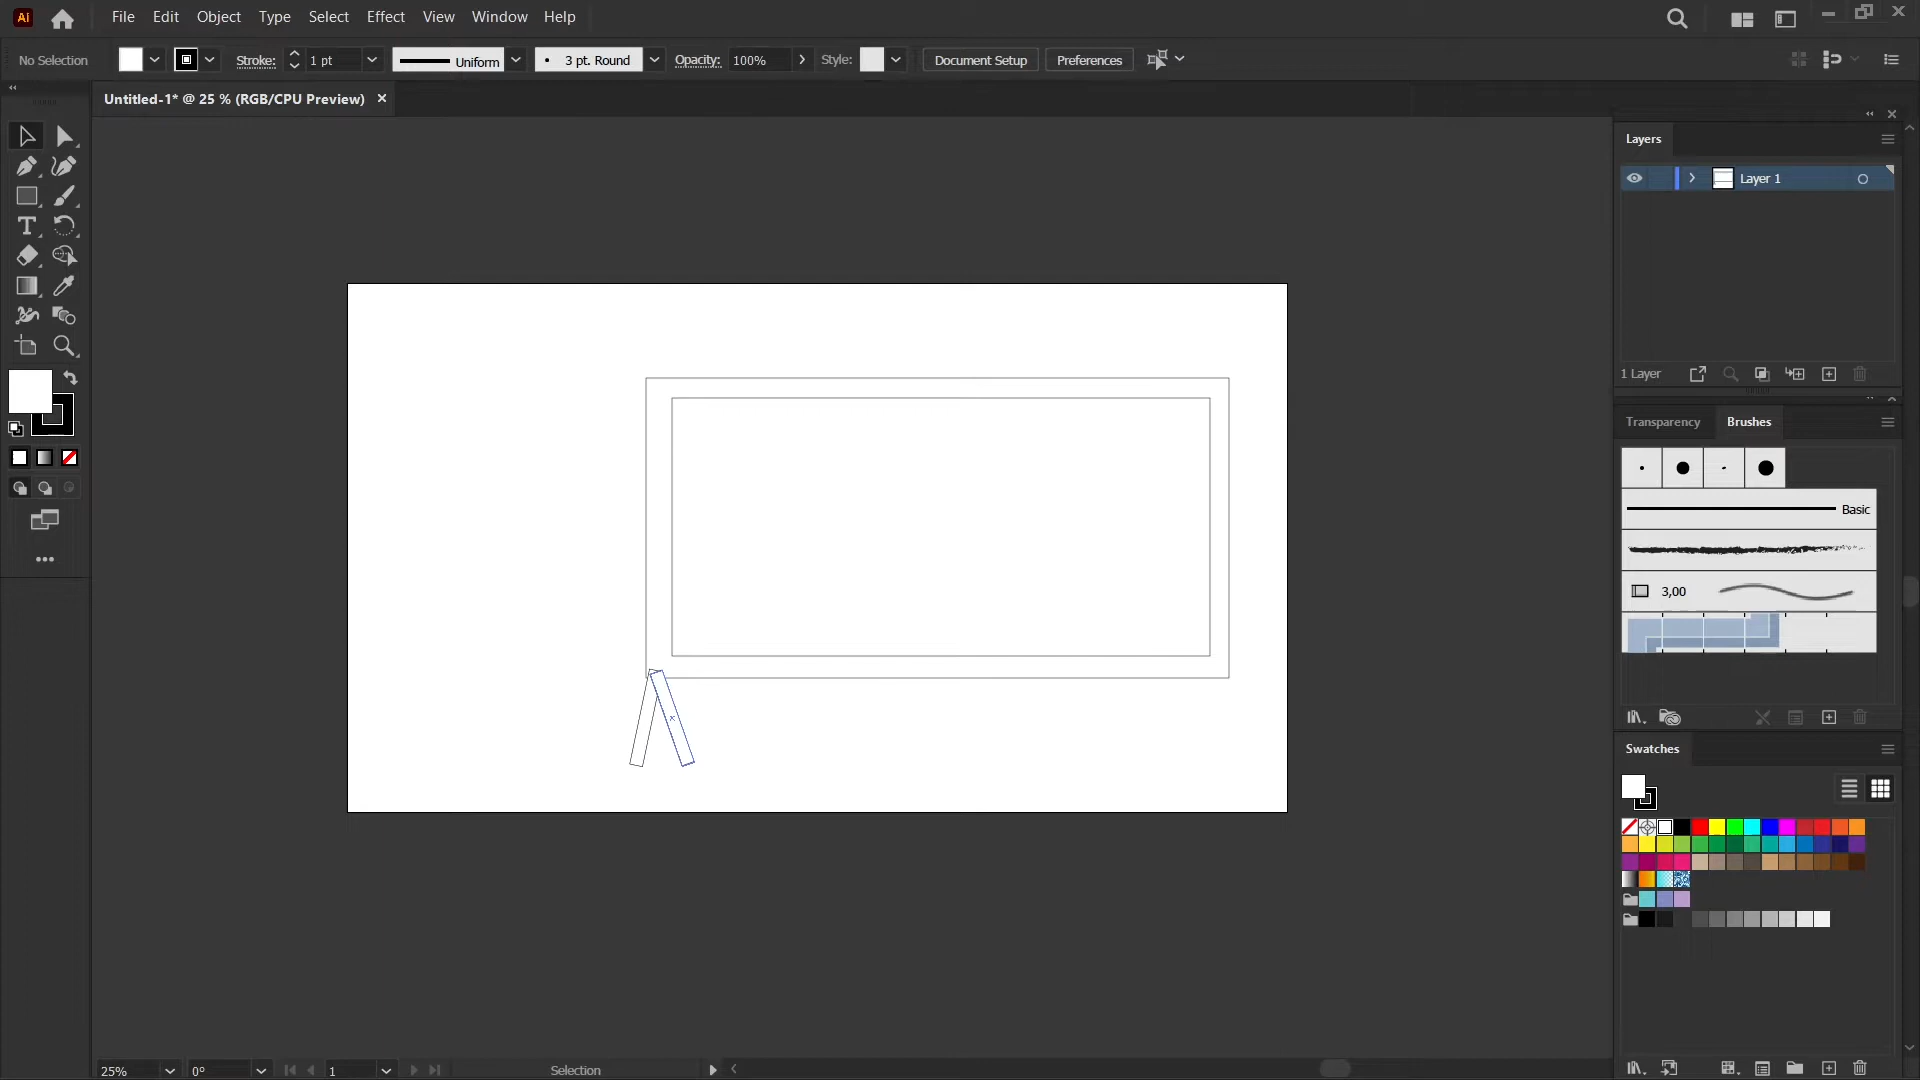 Ai File Edit Object Type Select Effect View Window Help
No Selection Stroke: 1 pt Uniform 3 pt. Round Opacity: 100% Style: Document Setup Preferences
Untitled-1* @ 25 % (RGB/CPU Preview)
Layers
Layer 1
1 Layer
Transparency Brushes
Basic
3,00
Swatches
25% 0° 1 Selection